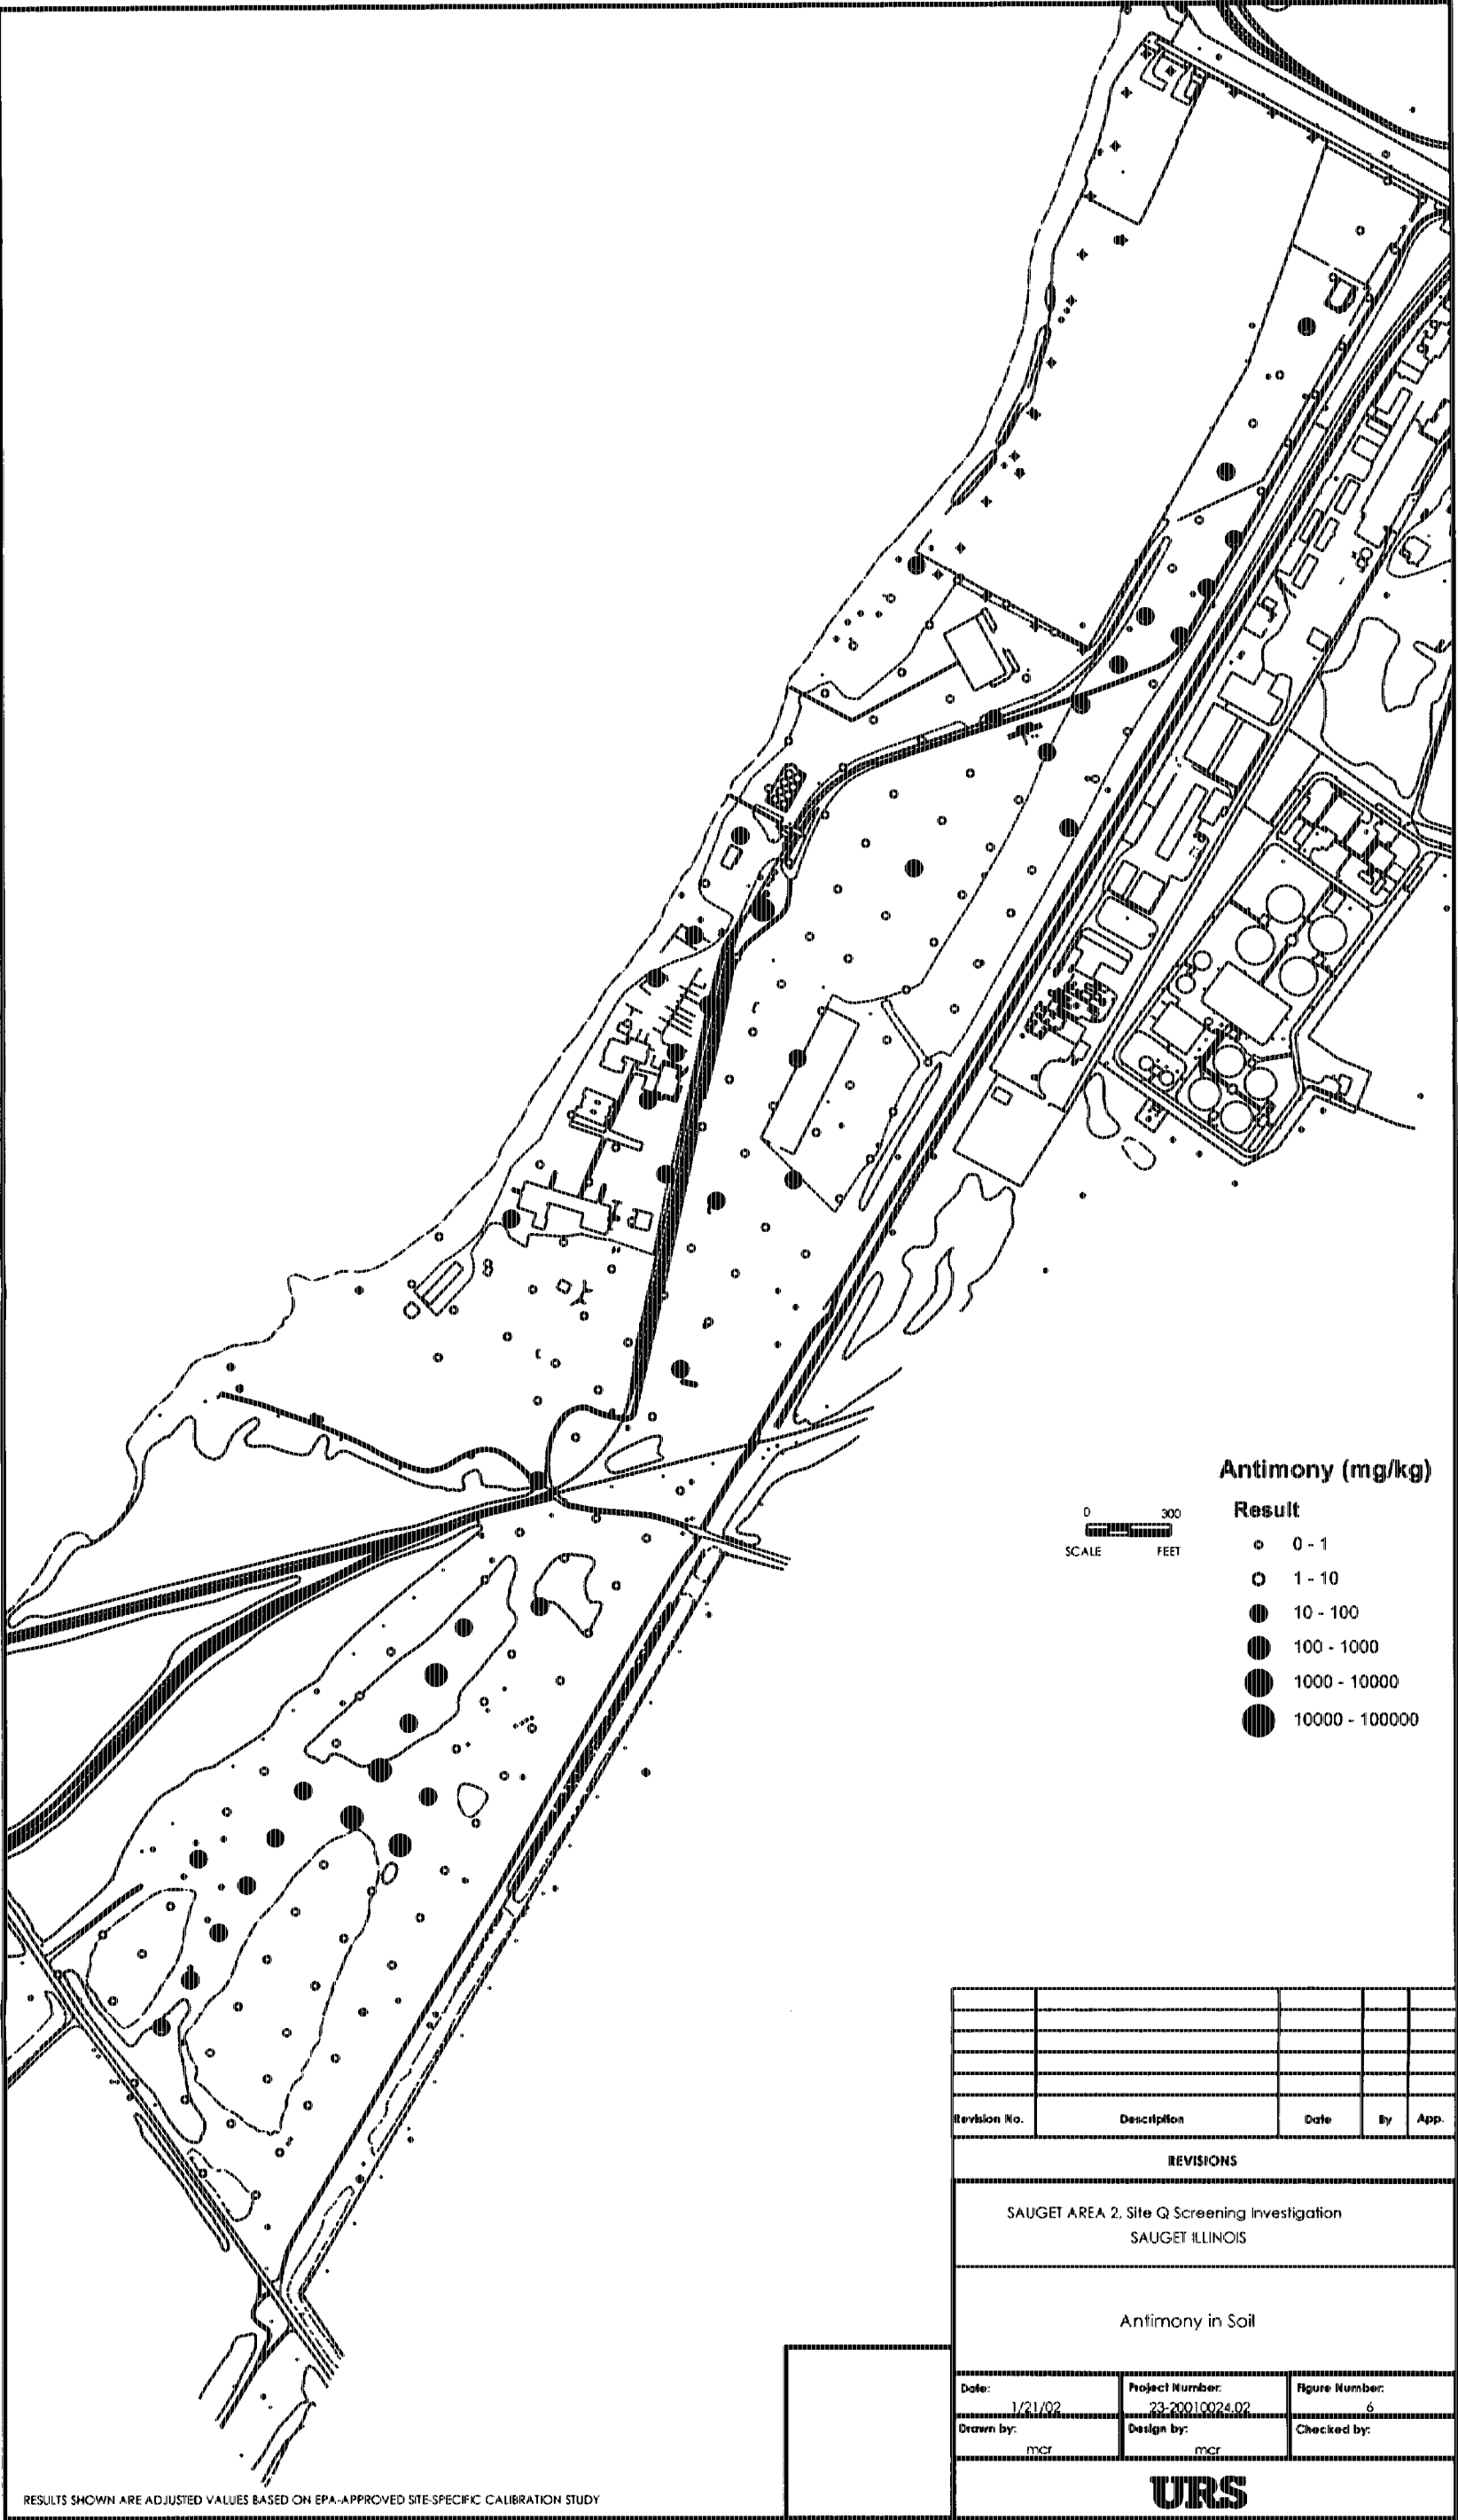 Antimony (mg/kg)
Result
0 - 1
1 - 10
10 - 100
100 - 1000
1000 - 10000
10000 - 100000
0 300
SCALE FEET
Revision No. Description Date By App.
REVISIONS
SAUGET AREA 2, Site Q Screening Investigation
SAUGET ILLINOIS
Antimony in Soil
Date: Project Number: Figure Number:
1/21/02 23-20010024.02 6
Drawn by: Design by: Checked by:
mcr mcr
URS
RESULTS SHOWN ARE ADJUSTED VALUES BASED ON EPA-APPROVED SITE-SPECIFIC CALIBRATION STUDY